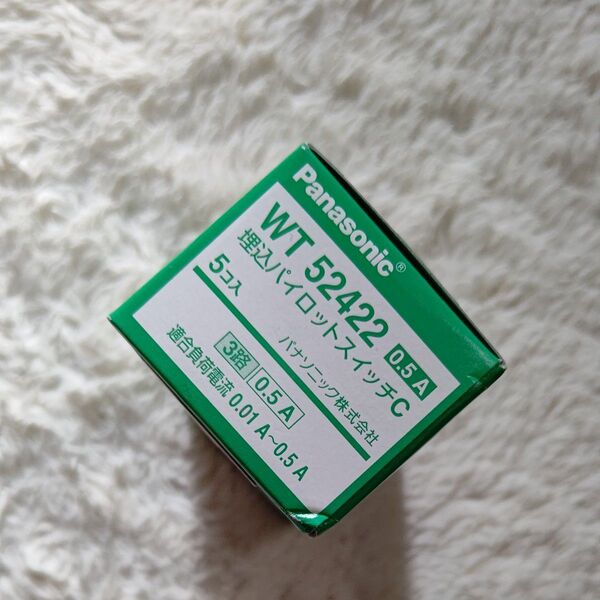 Panasonic®
WT 52422 0.5 A
埋込パイロットスイッチC
5コ入
パナソニック株式会社
3路 0.5 A
適合負荷電流 0.01 A〜0.5 A